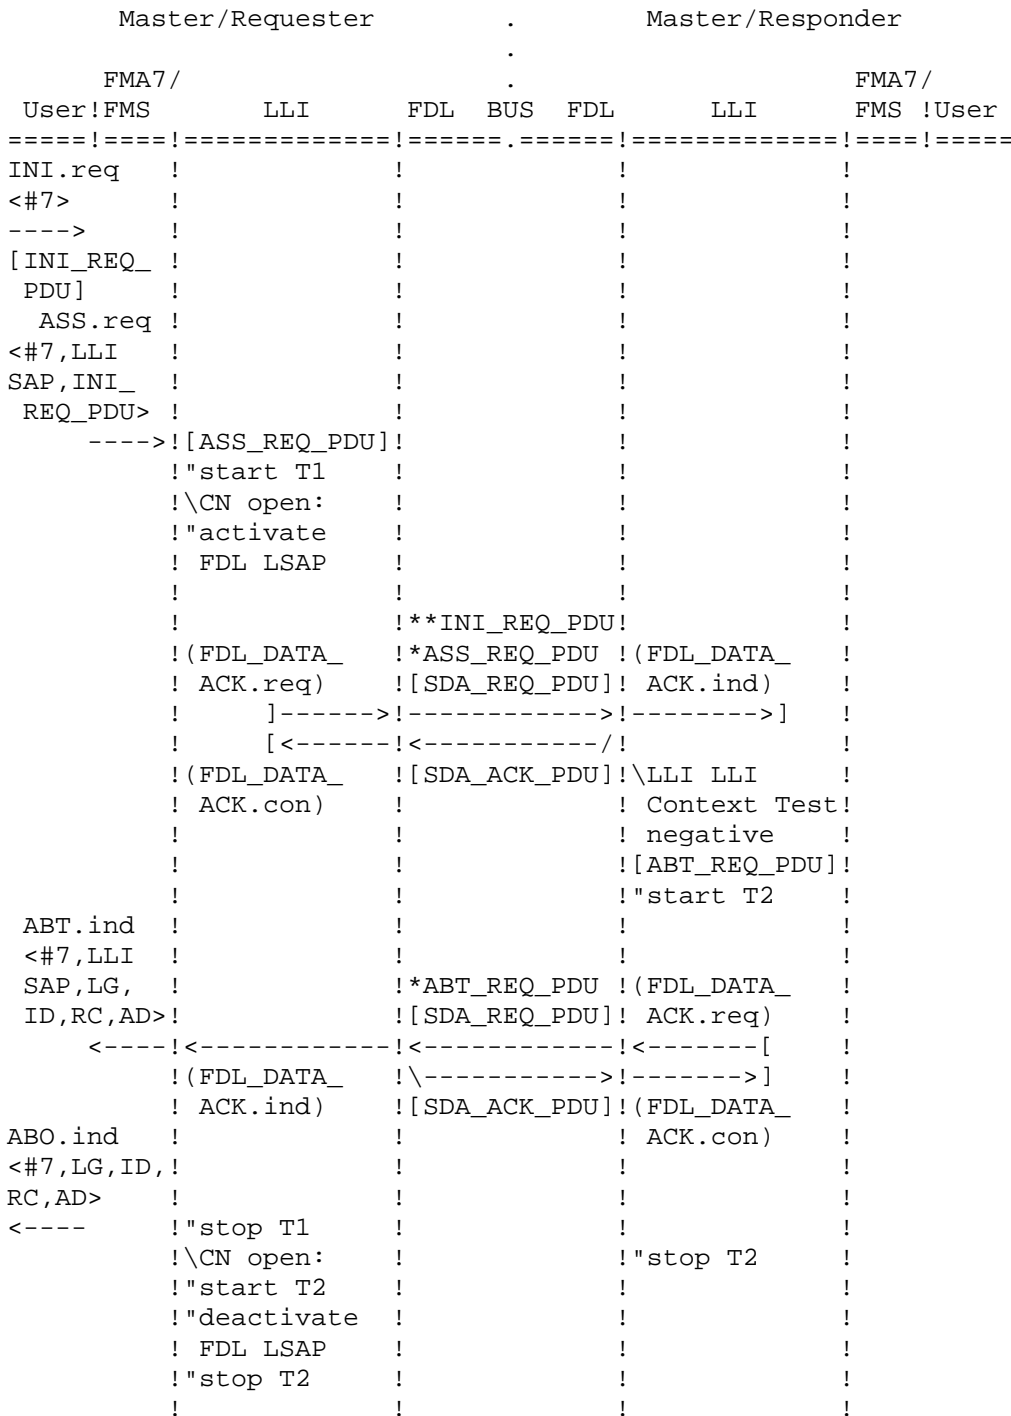 Master/Requester         .        Master/Responder
                                .
      FMA7/                     .                      FMA7/
 User!FMS       LLI       FDL  BUS  FDL      LLI       FMS !User
=====!====!=============!======.======!=============!====!=====
INI.req   !             !             !             !
<#7>      !             !             !             !
---->     !             !             !             !
[INI_REQ_ !             !             !             !
 PDU]     !             !             !             !
  ASS.req !             !             !             !
<#7,LLI   !             !             !             !
SAP,INI_  !             !             !             !
 REQ_PDU> !             !             !             !
     ---->![ASS_REQ_PDU]!             !             !
          !"start T1    !             !             !
          !\CN open:    !             !             !
          !"activate    !             !             !
          ! FDL LSAP    !             !             !
          !             !             !             !
          !             !**INI_REQ_PDU!             !
          !(FDL_DATA_   !*ASS_REQ_PDU !(FDL_DATA_   !
          ! ACK.req)    ![SDA_REQ_PDU]! ACK.ind)    !
          !     ]------>!------------>!-------->]   !
          !     [<------!<-----------/!             !
          !(FDL_DATA_   ![SDA_ACK_PDU]!\LLI LLI     !
          ! ACK.con)    !             ! Context Test!
          !             !             ! negative    !
          !             !             ![ABT_REQ_PDU]!
          !             !             !"start T2    !
 ABT.ind  !             !             !             !
 <#7,LLI  !             !             !             !
 SAP,LG,  !             !*ABT_REQ_PDU !(FDL_DATA_   !
 ID,RC,AD>!             ![SDA_REQ_PDU]! ACK.req)    !
     <----!<------------!<------------!<-------[    !
          !(FDL_DATA_   !\----------->!------->]    !
          ! ACK.ind)    ![SDA_ACK_PDU]!(FDL_DATA_   !
ABO.ind   !             !             ! ACK.con)    !
<#7,LG,ID,!             !             !             !
RC,AD>    !             !             !             !
<----     !"stop T1     !             !             !
          !\CN open:    !             !"stop T2     !
          !"start T2    !             !             !
          !"deactivate  !             !             !
          ! FDL LSAP    !             !             !
          !"stop T2     !             !             !
          !             !             !             !